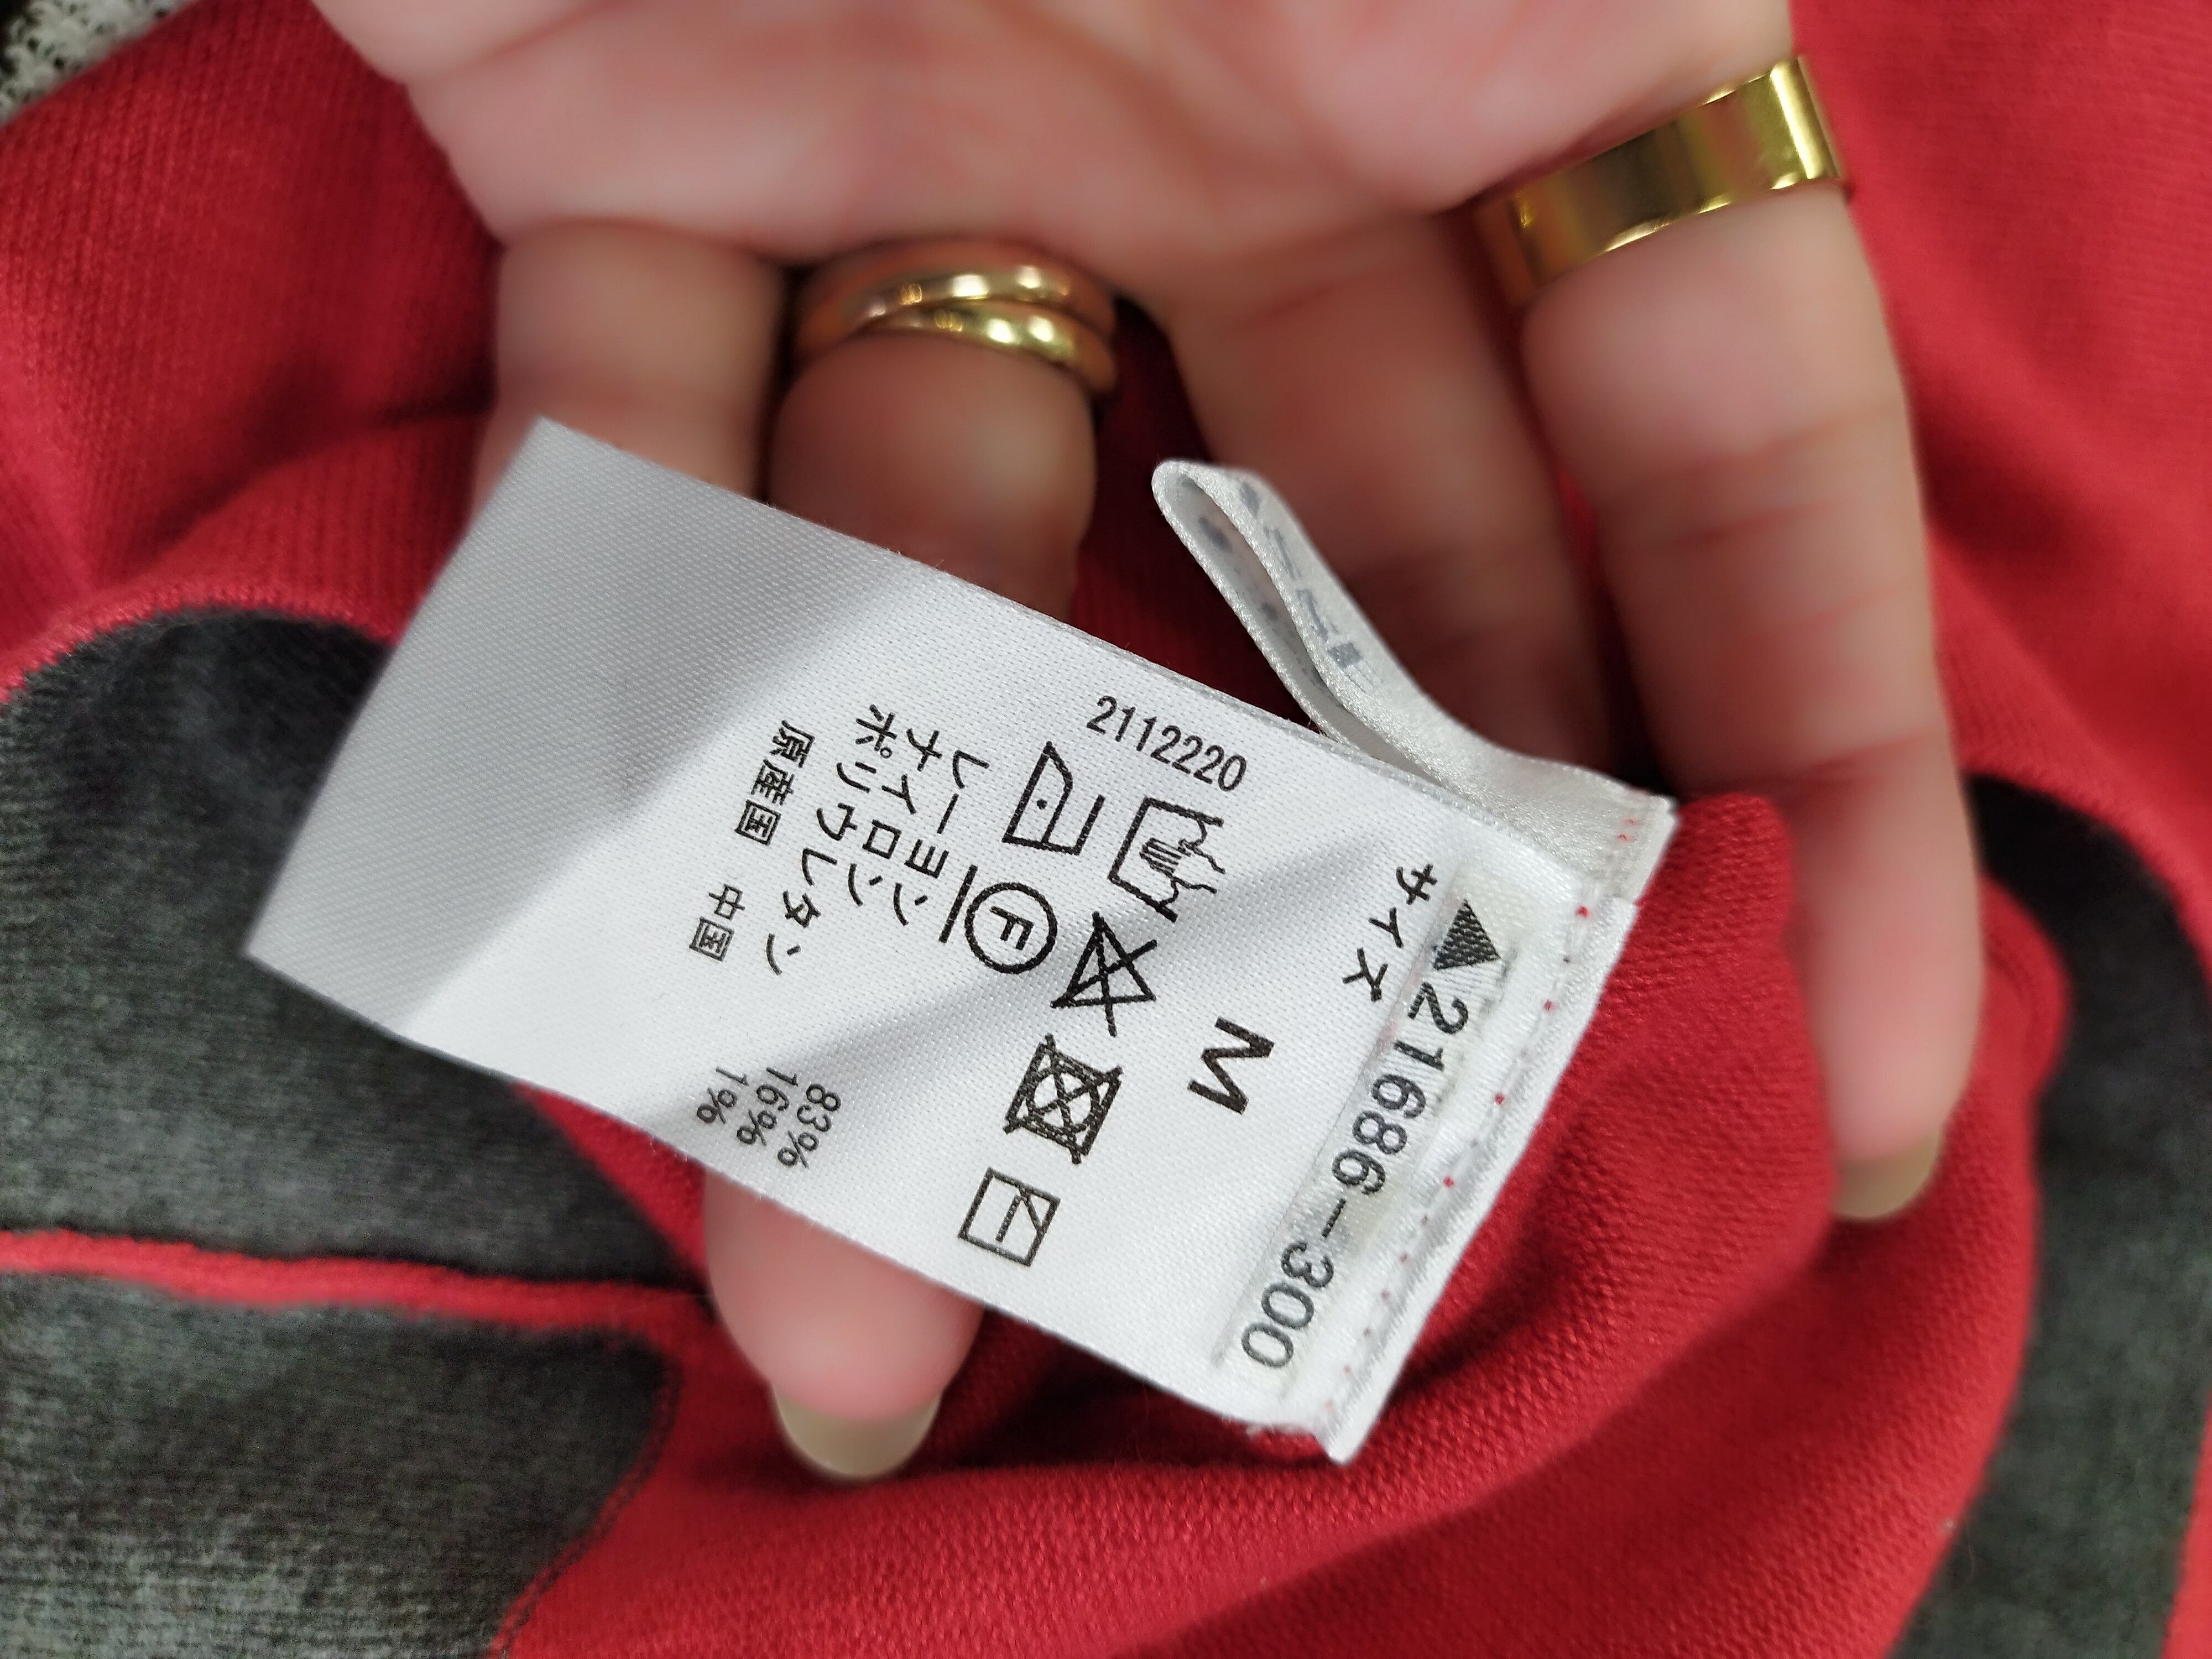 ▲21686-300
サイズ
M
2112220
F
レーヨン 83%
ナイロン 16%
ポリウレタン 1%
原産国 中国